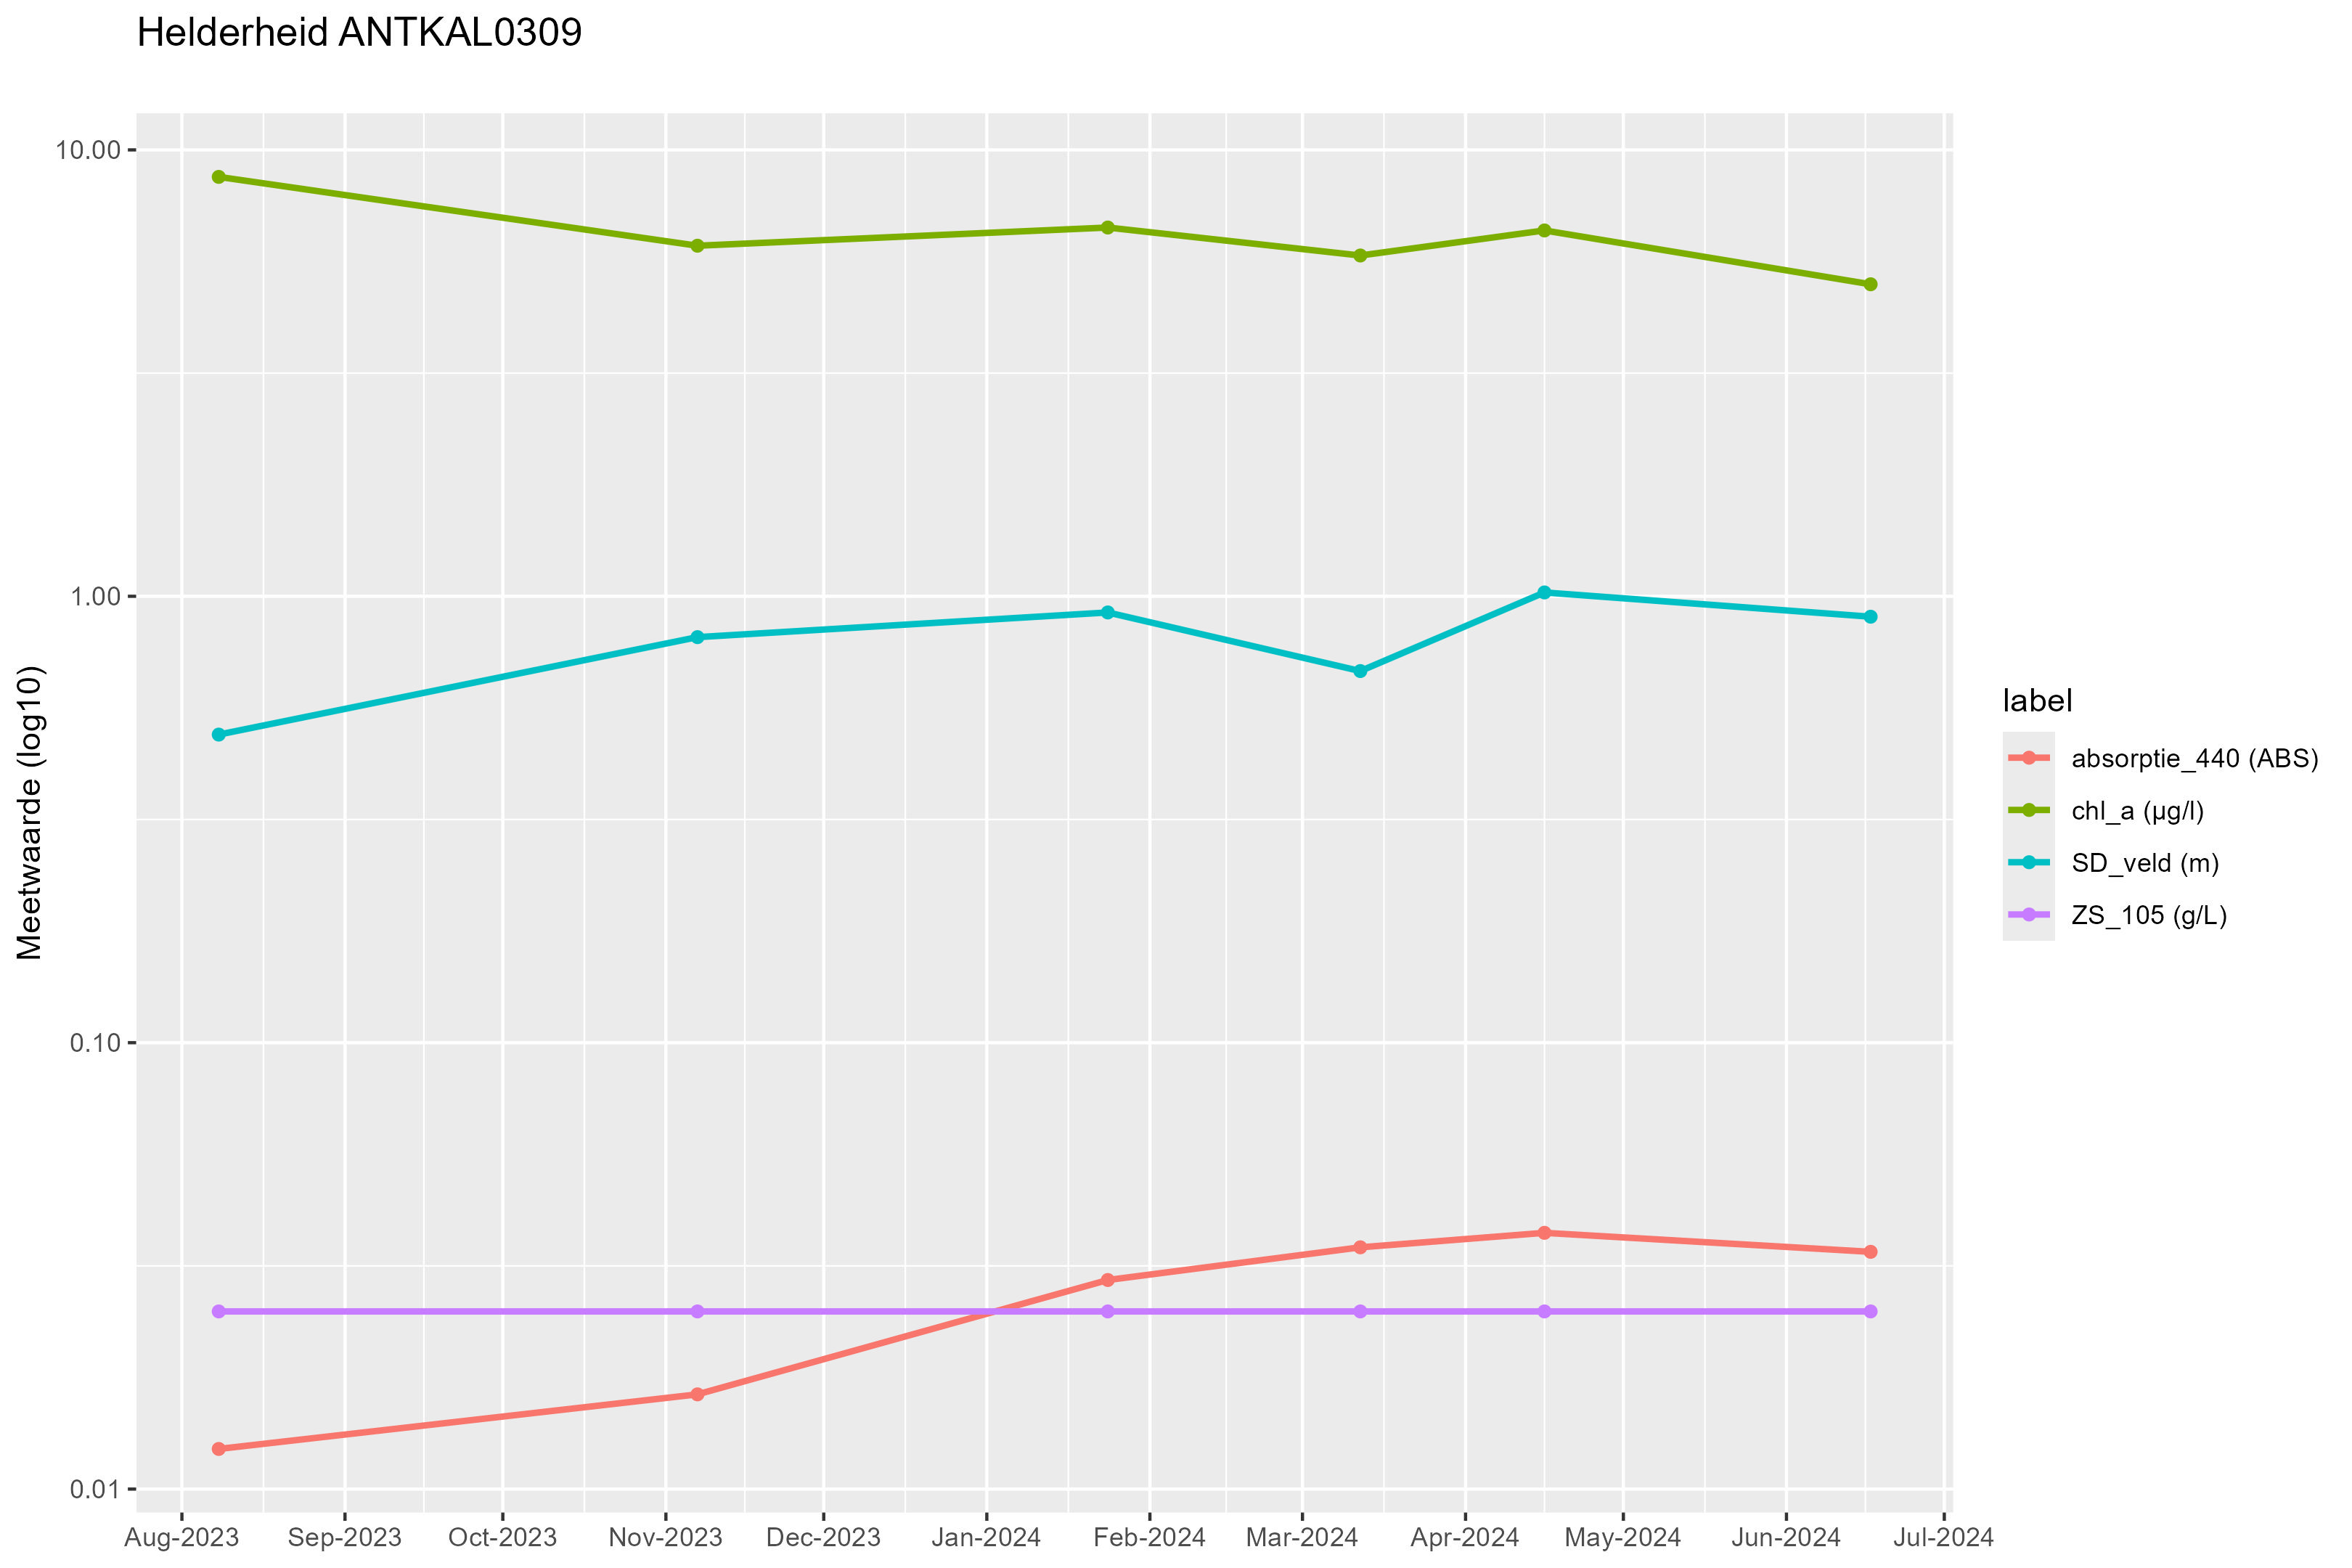 Helderheid ANTKAL0309
Meetwaarde (log10)
10.00
1.00
0.10
0.01
Aug-2023 Sep-2023 Oct-2023 Nov-2023 Dec-2023 Jan-2024 Feb-2024 Mar-2024 Apr-2024 May-2024 Jun-2024 Jul-2024
label
absorptie_440 (ABS)
chl_a (µg/l)
SD_veld (m)
ZS_105 (g/L)